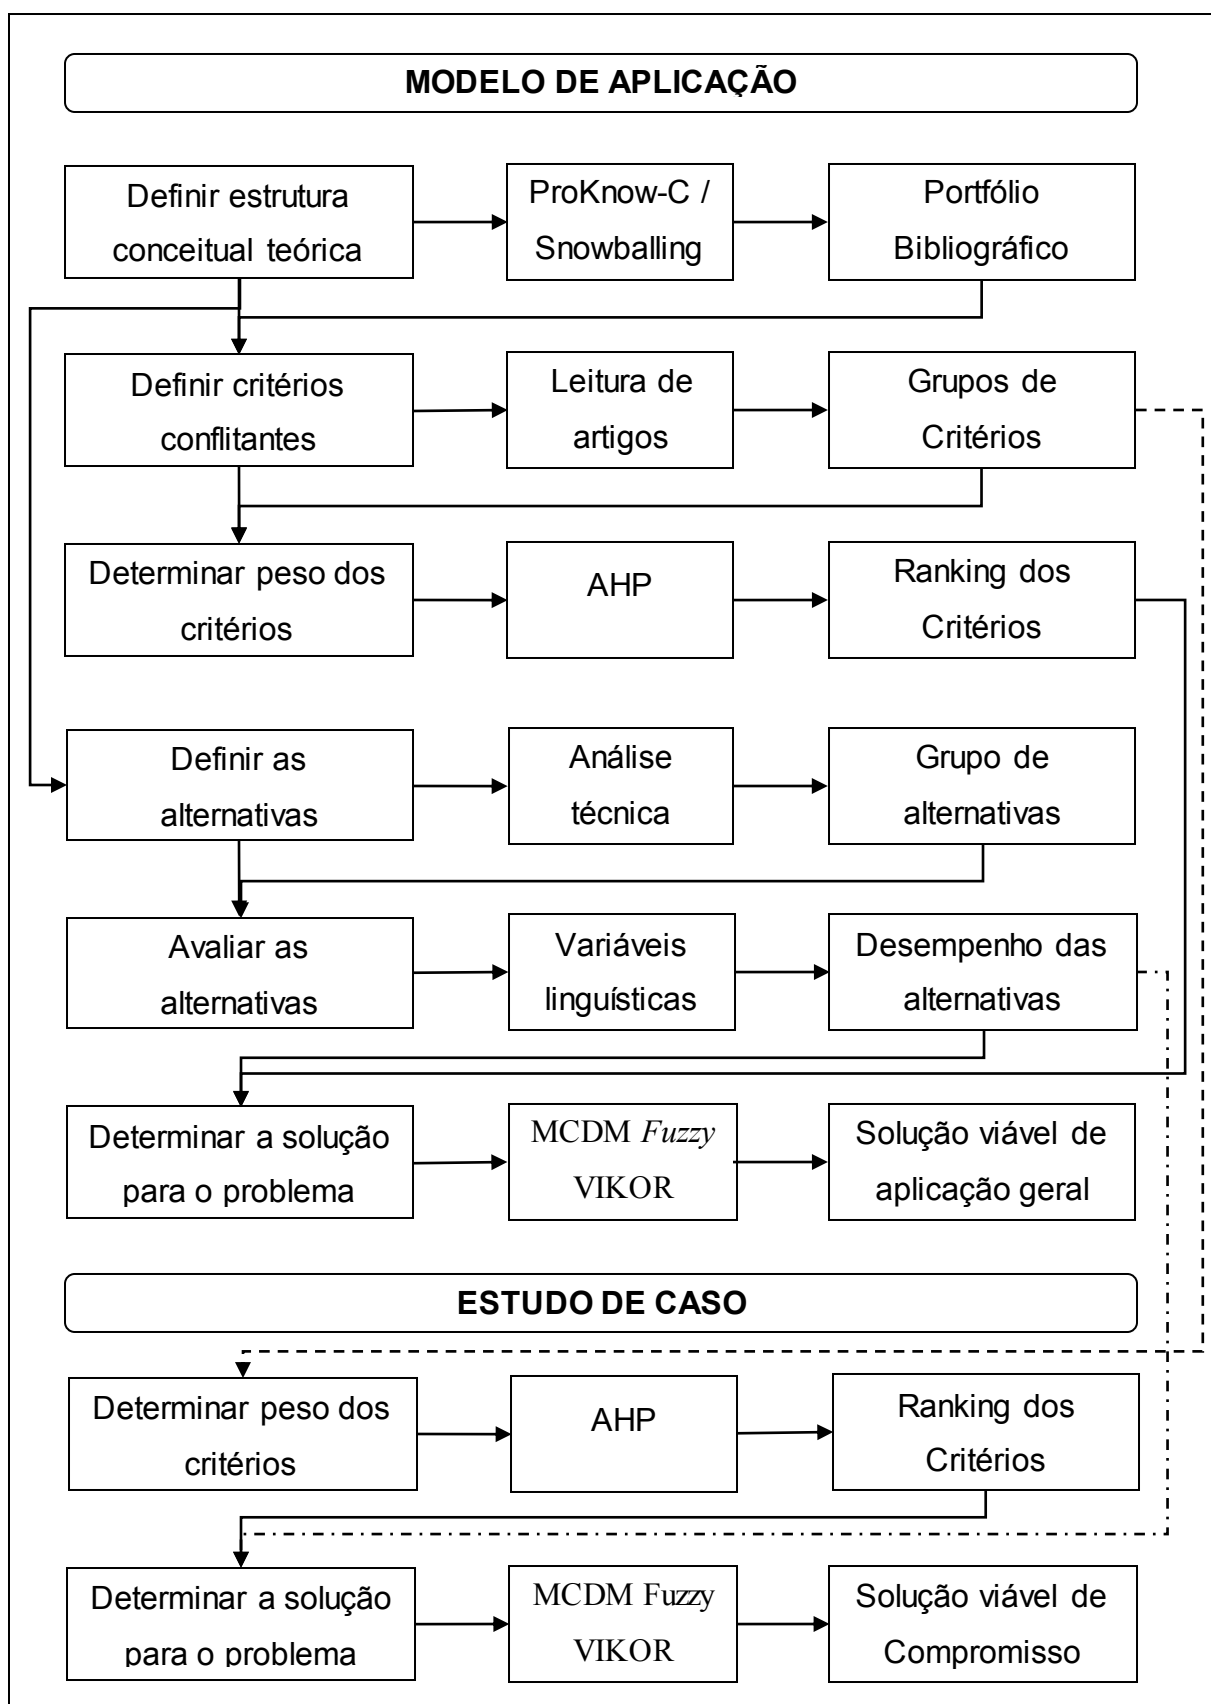 MODELO DE APLICAÇÃO
Definir estrutura
conceitual teórica
ProKnow-C /
Snowballing
Portfólio
Bibliográfico
Definir critérios
conflitantes
Leitura de
artigos
Grupos de
Critérios
Determinar peso dos
critérios
AHP
Ranking dos
Critérios
Definir as
alternativas
Análise
técnica
Grupo de
alternativas
Avaliar as
alternativas
Variáveis
linguísticas
Desempenho das
alternativas
Determinar a solução
para o problema
MCDM Fuzzy
VIKOR
Solução viável de
aplicação geral
ESTUDO DE CASO
Determinar peso dos
critérios
AHP
Ranking dos
Critérios
Determinar a solução
para o problema
MCDM Fuzzy
VIKOR
Solução viável de
Compromisso